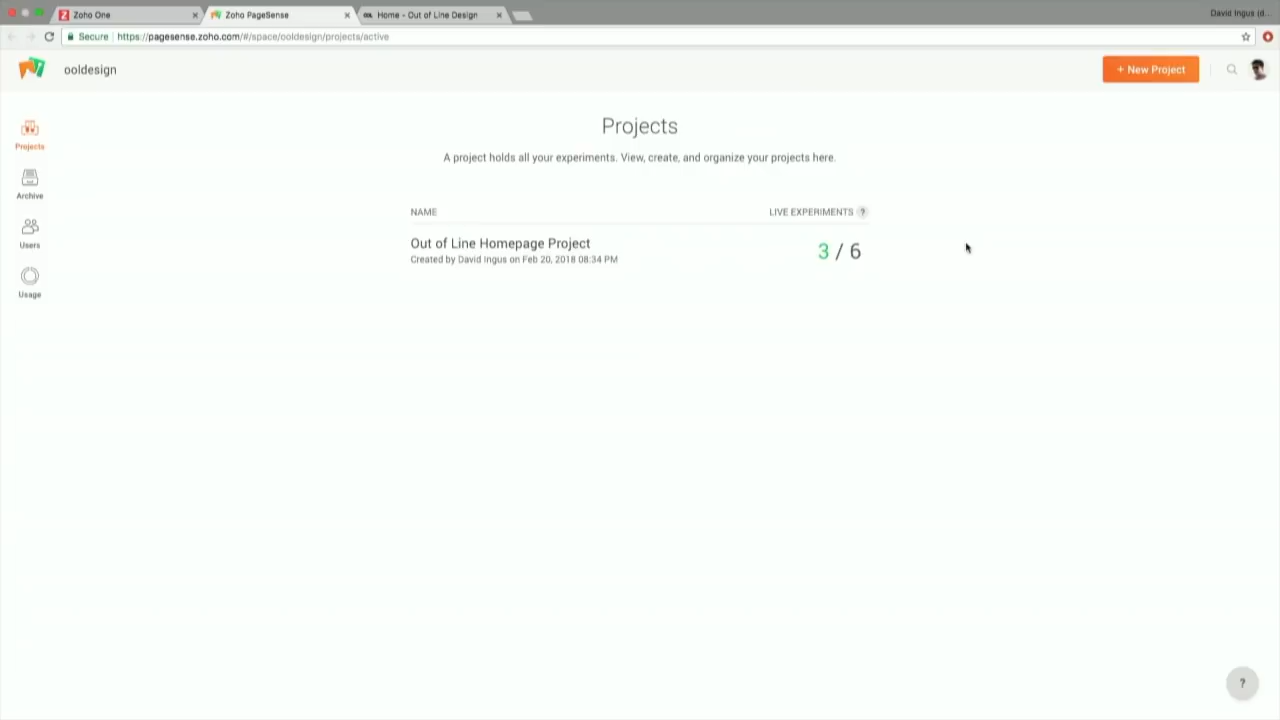 Zoho One
Zoho PageSense
Home - Out of Line Design
David Ingus (d...
Secure
https://pagesense.zoho.com/#/space/ooldesign/projects/active
ooldesign
+ New Project
Projects
Archive
Users
Usage
Projects
A project holds all your experiments. View, create, and organize your projects here.
NAME
LIVE EXPERIMENTS ?
Out of Line Homepage Project
Created by David Ingus on Feb 20, 2018 08:34 PM
3 / 6
?